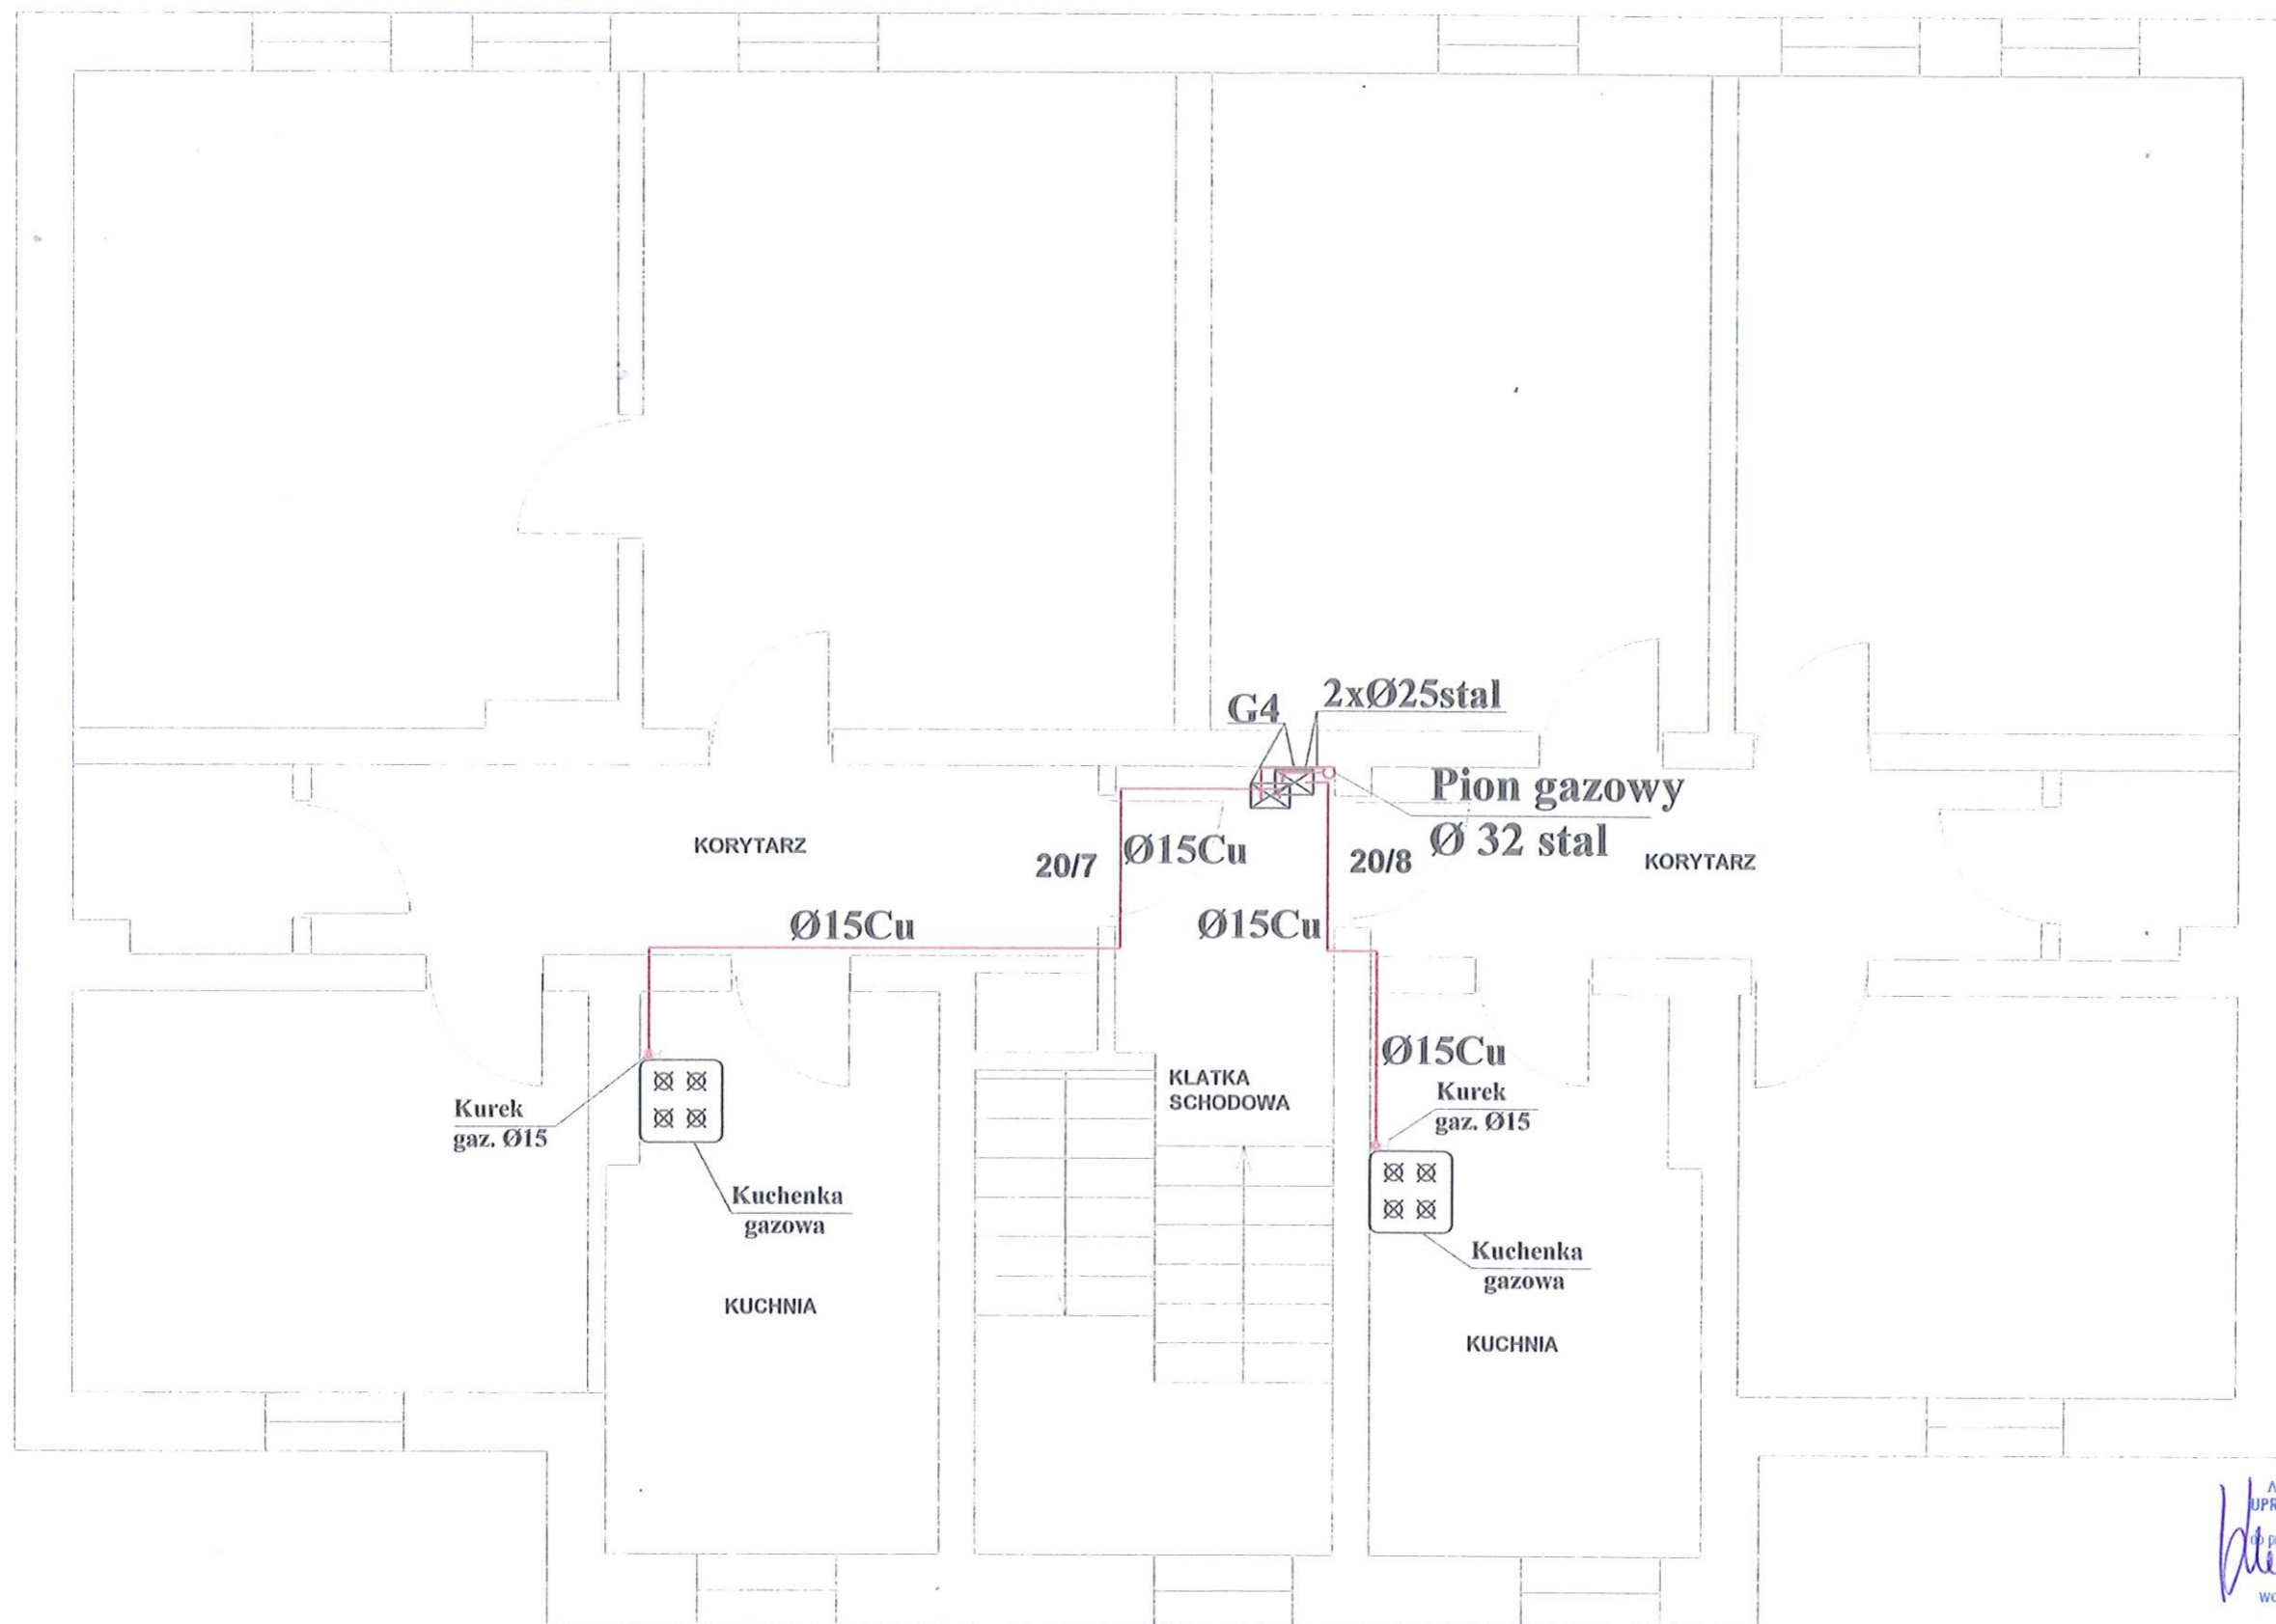 2xØ25stal
G4
Pion gazowy
Ø 32 stal
KORYTARZ
20/7
Ø15Cu
20/8
KORYTARZ
Ø15Cu
Ø15Cu
Ø15Cu
KLATKA
SCHODOWA
Kurek
gaz. Ø15
Kurek
gaz. Ø15
Kuchenka
gazowa
Kuchenka
gazowa
KUCHNIA
KUCHNIA
UPR